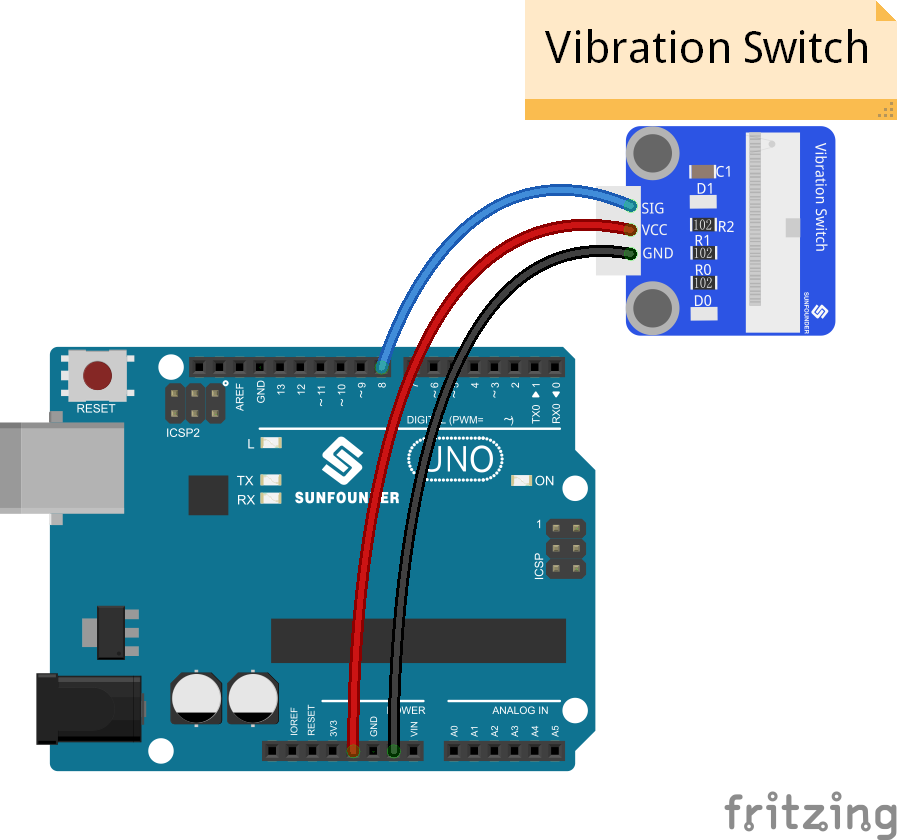 Vibration Switch
C1
D1
SIG
VCC
R2
R1
102
GND
102
R0
102
D0
Vibration Switch
SUNFOUNDER
RESET
ICSP2
AREF
GND
13
12
~11
~10
~9
8
7
~6
~5
4
~3
2
TX0 1
RX0 0
DIGITAL (PWM= ~)
L
TX
RX
SUNFOUNDER
UNO
ON
1
ICSP
IOREF
RESET
3V3
GND
VIN
POWER
ANALOG IN
A0
A1
A2
A3
A4
A5
fritzing